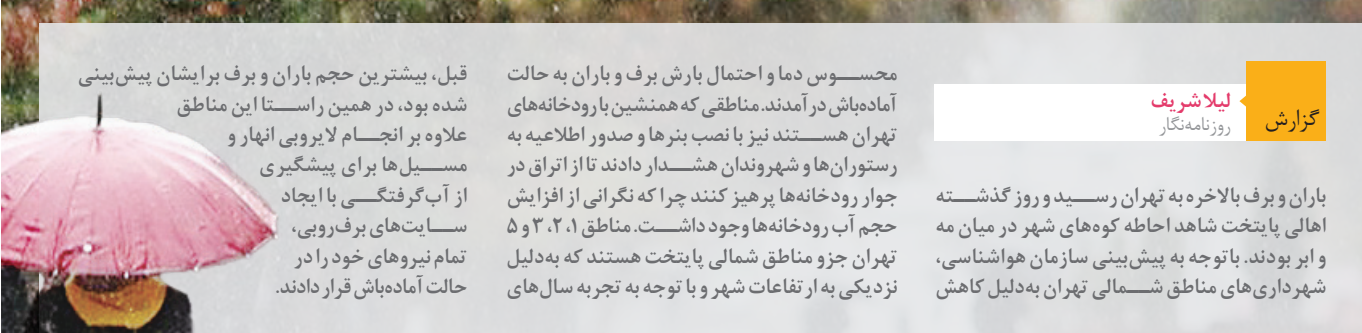 گزارش
لیلا شریف
روزنامه‌نگار
باران و برف بالاخره به تهران رسید و روز گذشته
اهالی پایتخت شاهد احاطه کوه‌های شهر در میان مه
و ابر بودند. باتوجه به پیش‌بینی سازمان هواشناسی،
شهرداری‌های مناطق شمالی تهران به‌دلیل کاهش
محسوس دما و احتمال بارش برف و باران به حالت
آماده‌باش درآمدند. مناطقی که همنشین با رودخانه‌های
تهران هستند نیز با نصب بنرها و صدور اطلاعیه به
رستوران‌ها و شهروندان هشدار دادند تا از اتراق در
جوار رودخانه‌ها پرهیز کنند چرا که نگرانی از افزایش
حجم آب رودخانه‌ها وجود داشت. مناطق ۱، ۲، ۳ و ۵
تهران جزو مناطق شمالی پایتخت هستند که به‌دلیل
نزدیکی به ارتفاعات شهر و با توجه به تجربه سال‌های
قبل، بیشترین حجم باران و برف برایشان پیش‌بینی
شده بود، در همین راستا این مناطق
علاوه بر انجام لایروبی انهار و
مسیل‌ها برای پیشگیری
از آب‌گرفتگی با ایجاد
سایت‌های برف‌روبی،
تمام نیروهای خود را در
حالت آماده‌باش قرار دادند.